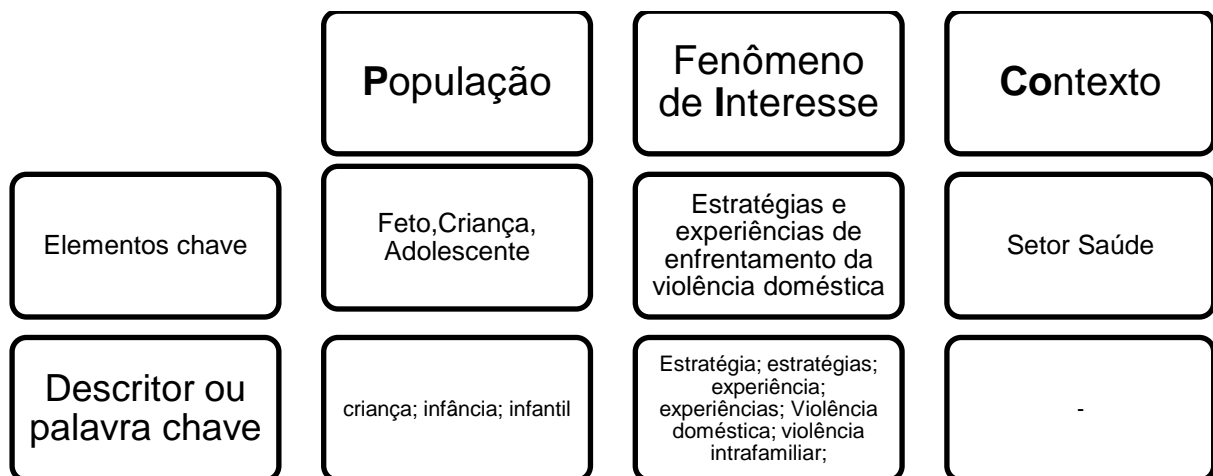 População
Fenômeno
de Interesse
Contexto
Elementos chave
Feto,Criança,
Adolescente
Estratégias e
experiências de
enfrentamento da
violência doméstica
Setor Saúde
Descritor ou
palavra chave
criança; infância; infantil
Estratégia; estratégias;
experiência;
experiências; Violência
doméstica; violência
intrafamiliar;
-